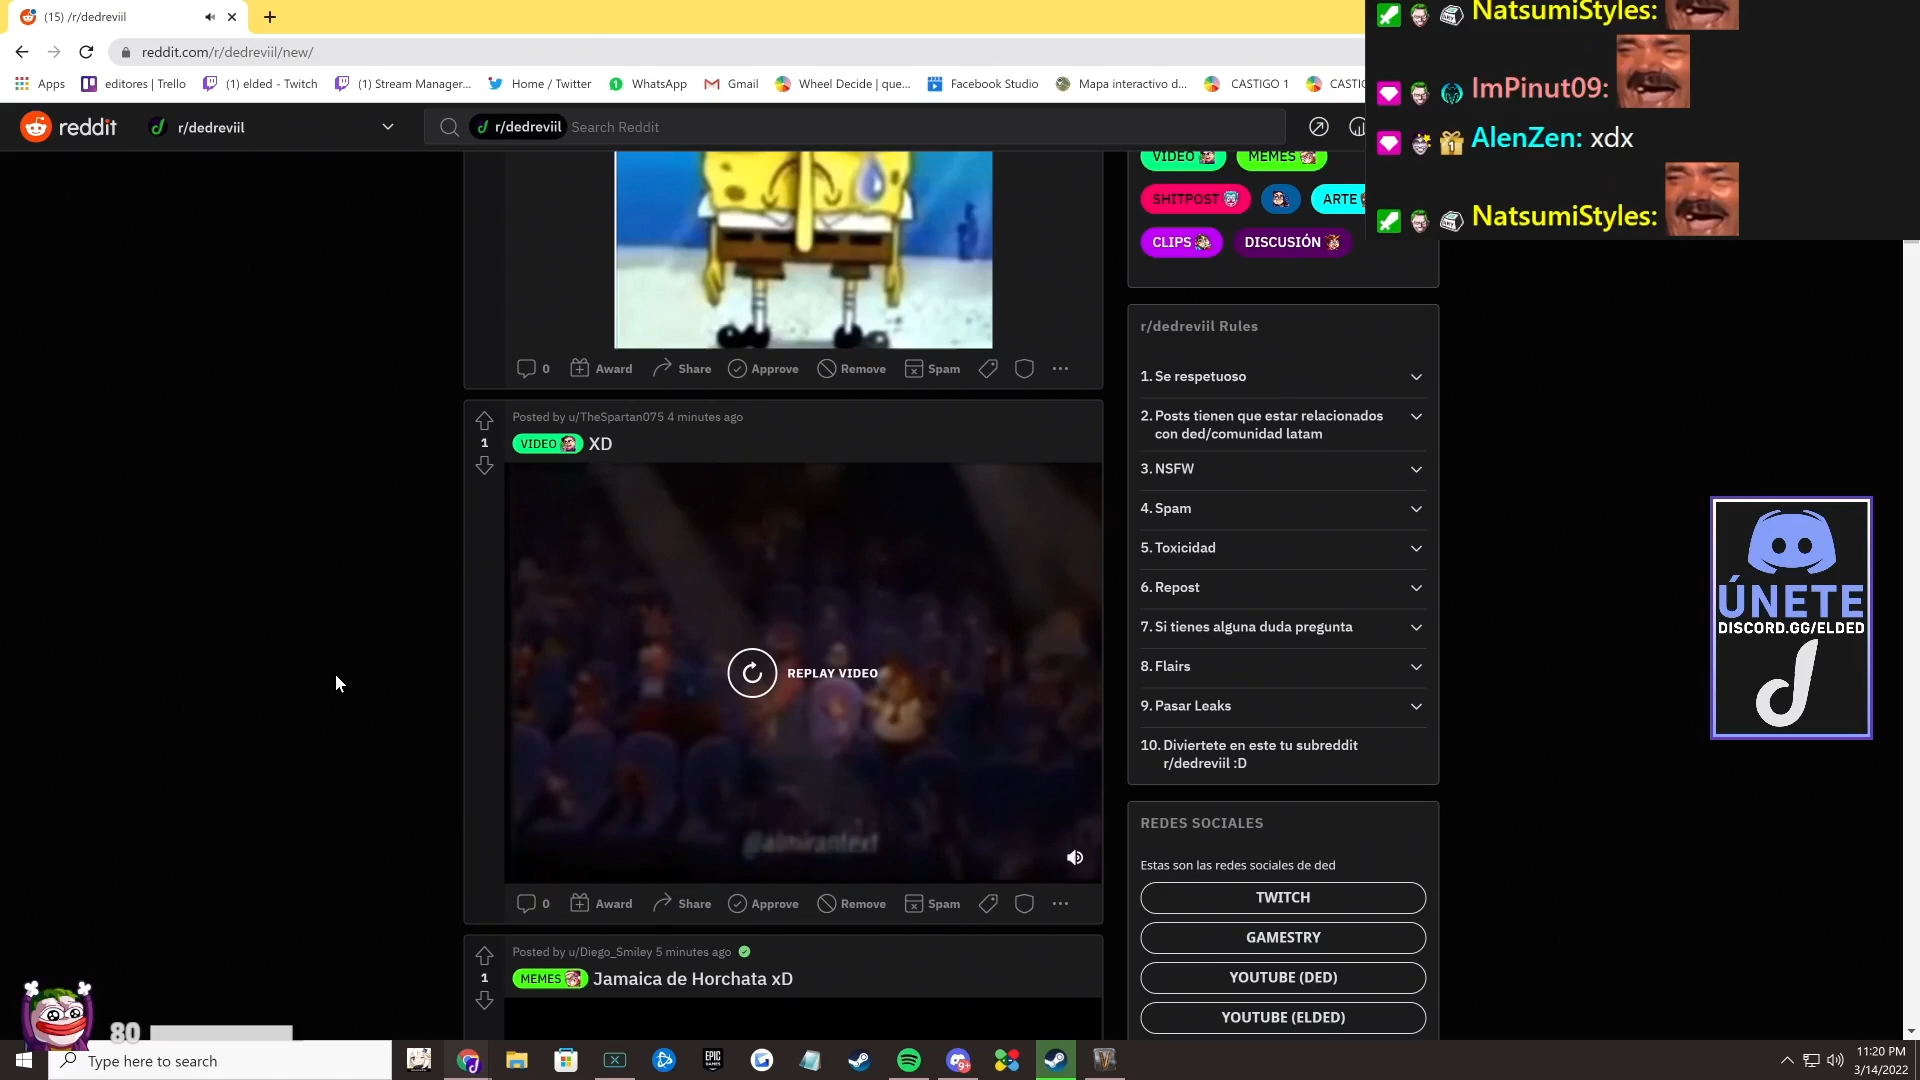 (15) /r/dedreviil
reddit.com/r/dedreviil/new/
Apps
editores | Trello
(1) elded - Twitch
(1) Stream Manager...
Home / Twitter
WhatsApp
Gmail
Wheel Decide | que...
Facebook Studio
Mapa interactivo d...
CASTIGO 1
CASTI
NatsumiStyles:
ImPinut09:
AlenZen: xdx
NatsumiStyles:
reddit
r/dedreviil
r/dedreviil Search Reddit
VIDEO
MEMES
SHITPOST
ARTE
CLIPS
DISCUSIÓN
0 Award Share Approve Remove Spam
Posted by u/TheSpartan075 4 minutes ago
1
VIDEO XD
REPLAY VIDEO
@almirantext
0 Award Share Approve Remove Spam
Posted by u/Diego_Smiley 5 minutes ago
1
MEMES Jamaica de Horchata xD
r/dedreviil Rules
1. Se respetuoso
2. Posts tienen que estar relacionados
con ded/comunidad latam
3. NSFW
4. Spam
5. Toxicidad
6. Repost
7. Si tienes alguna duda pregunta
8. Flairs
9. Pasar Leaks
10. Diviertete en este tu subreddit
r/dedreviil :D
REDES SOCIALES
Estas son las redes sociales de ded
TWITCH
GAMESTRY
YOUTUBE (DED)
YOUTUBE (ELDED)
ÚNETE
DISCORD.GG/ELDED
80
Type here to search
EPIC
GAMES
9+
11:20 PM
3/14/2022